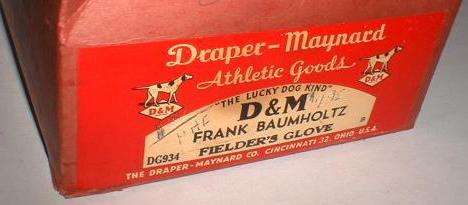 Draper-Maynard
Athletic Goods
D&M
D&M
"THE LUCKY DOG KIND"
D&M
FRANK BAUMHOLTZ
FIELDER'S GLOVE
DG934
THE DRAPER-MAYNARD CO. CINCINNATI 32, OHIO U.S.A.